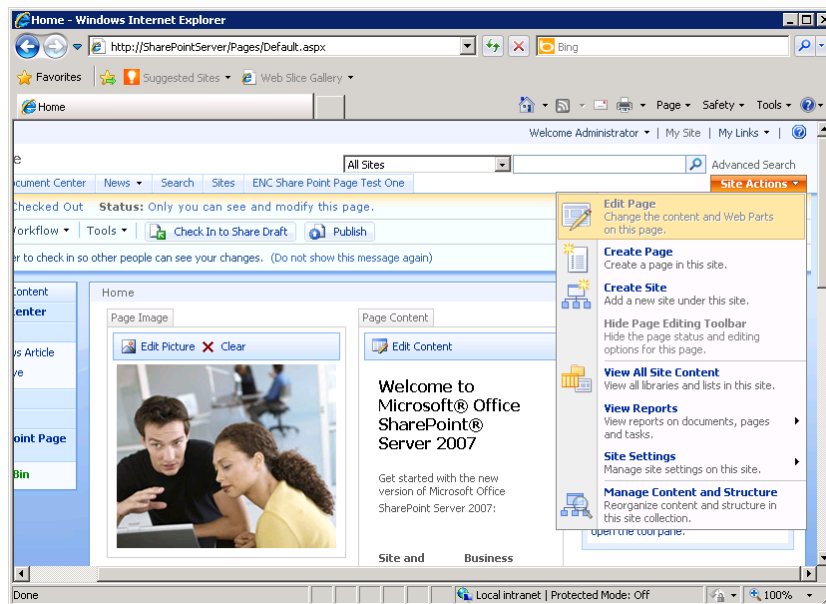 Home - Windows Internet Explorer
http://SharePointServer/Pages/Default.aspx
Bing
Favorites
Suggested Sites
Web Slice Gallery
Home
Page
Safety
Tools
Welcome Administrator
My Site
My Links
e
All Sites
Advanced Search
ocument Center
News
Search
Sites
ENC Share Point Page Test One
Site Actions
Checked Out Status: Only you can see and modify this page.
orkflow
Tools
Check In to Share Draft
Publish
er to check in so other people can see your changes. (Do not show this message again)
Edit Page
Change the content and Web Parts
on this page.
Create Page
Create a page in this site.
Create Site
Add a new site under this site.
Hide Page Editing Toolbar
Hide the page status and editing
options for this page.
View All Site Content
View all libraries and lists in this site.
View Reports
View reports on documents, pages
and tasks.
Site Settings
Manage site settings on this site.
Manage Content and Structure
Reorganize content and structure in
this site collection.
open the tool pane.
Content
enter
vs Article
ve
oint Page
Bin
Home
Page Image
Edit Picture
Clear
Page Content
Edit Content
Welcome to
Microsoft® Office
SharePoint®
Server 2007
Get started with the new
version of Microsoft Office
SharePoint Server 2007:
Site and
Business
Done
Local intranet | Protected Mode: Off
100%